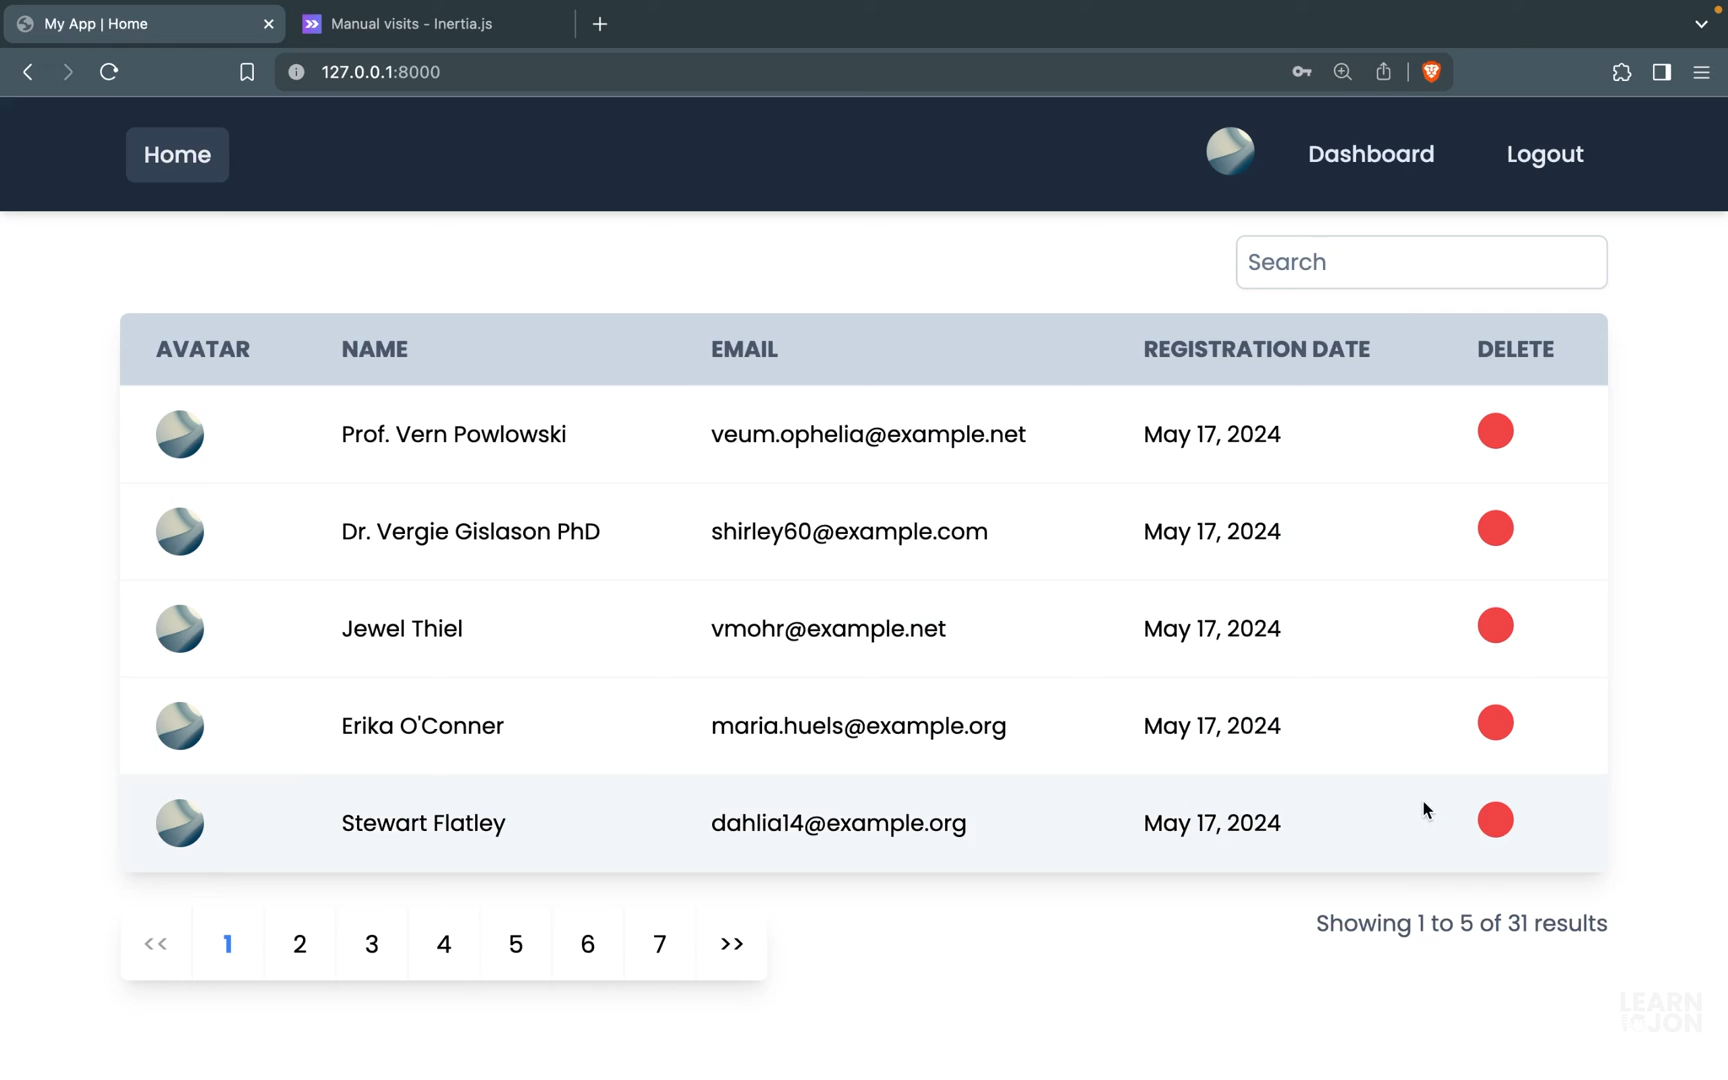 My App | Home
Manual visits - Inertia.js
127.0.0.1:8000
Home
Dashboard
Logout
Search
AVATAR NAME EMAIL REGISTRATION DATE DELETE
Prof. Vern Powlowski veum.ophelia@example.net May 17, 2024
Dr. Vergie Gislason PhD shirley60@example.com May 17, 2024
Jewel Thiel vmohr@example.net May 17, 2024
Erika O'Conner maria.huels@example.org May 17, 2024
Stewart Flatley dahlia14@example.org May 17, 2024
<< 1 2 3 4 5 6 7 >>
Showing 1 to 5 of 31 results
LEARN
JON